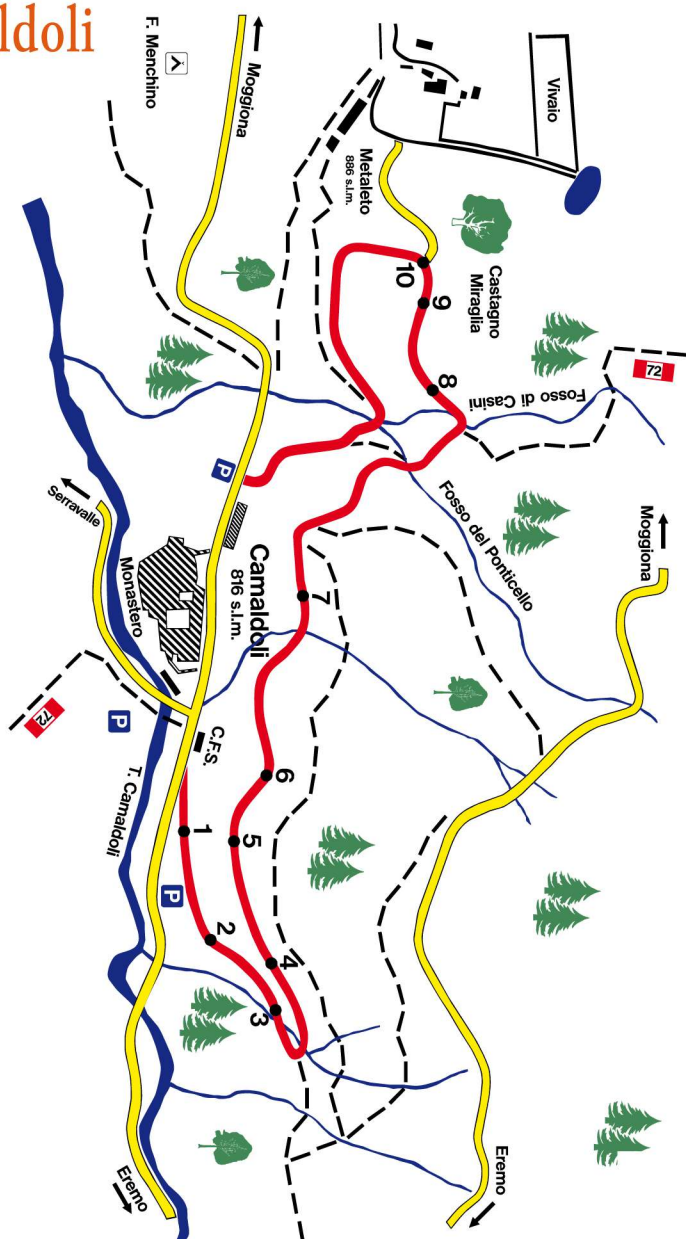 ldoli
F. Menchino
Moggiona
Vivaio
Metaleto
886 s.l.m.
Castagno
Miraglia
10
9
8
72
Fosso di Casini
Fosso del Ponticello
Moggiona
P
Serravalle
Monastero
Camaldoli
816 s.l.m.
7
72
P
C.F.S.
T. Camaldoli
6
5
1
P
2
4
3
Eremo
Eremo